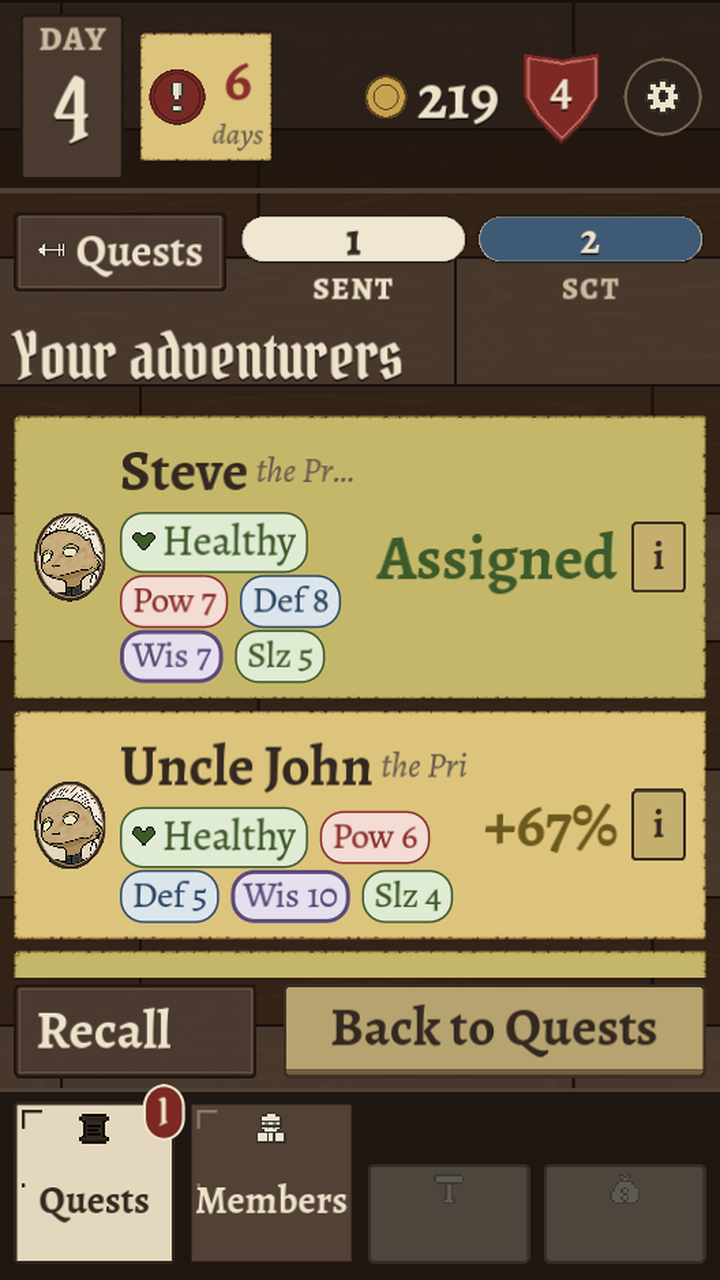 DAY
4
! 6
days
219
4
Quests
1
2
SENT
SCT
Your adventurers
Steve the Pr...
Healthy
Pow 7 Def 8
Wis 7 Slz 5
Assigned
i
Uncle John the Pri
Healthy Pow 6
Def 5 Wis 10 Slz 4
+67%
i
Recall
Back to Quests
1
Quests
Members